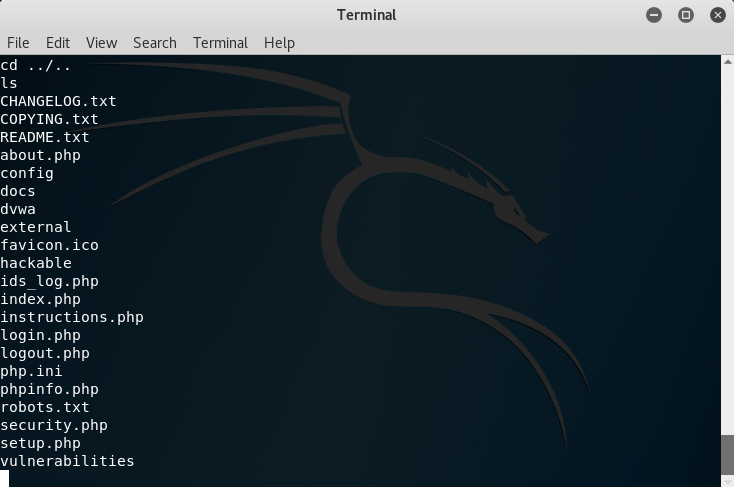 Terminal
File Edit View Search Terminal Help
cd ../..
ls
CHANGELOG.txt
COPYING.txt
README.txt
about.php
config
docs
dvwa
external
favicon.ico
hackable
ids_log.php
index.php
instructions.php
login.php
logout.php
php.ini
phpinfo.php
robots.txt
security.php
setup.php
vulnerabilities